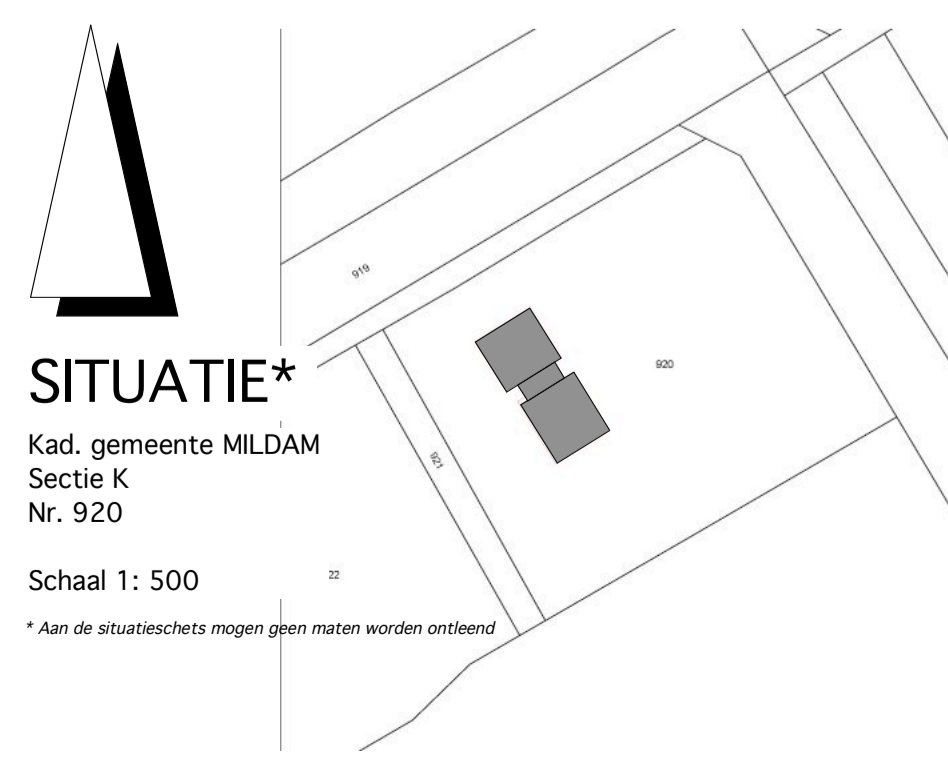 919
SITUATIE*
920
Kad. gemeente MILDAM
921
Sectie K
Nr. 920
22
Schaal 1: 500
* Aan de situatieschets mogen geen maten worden ontleend